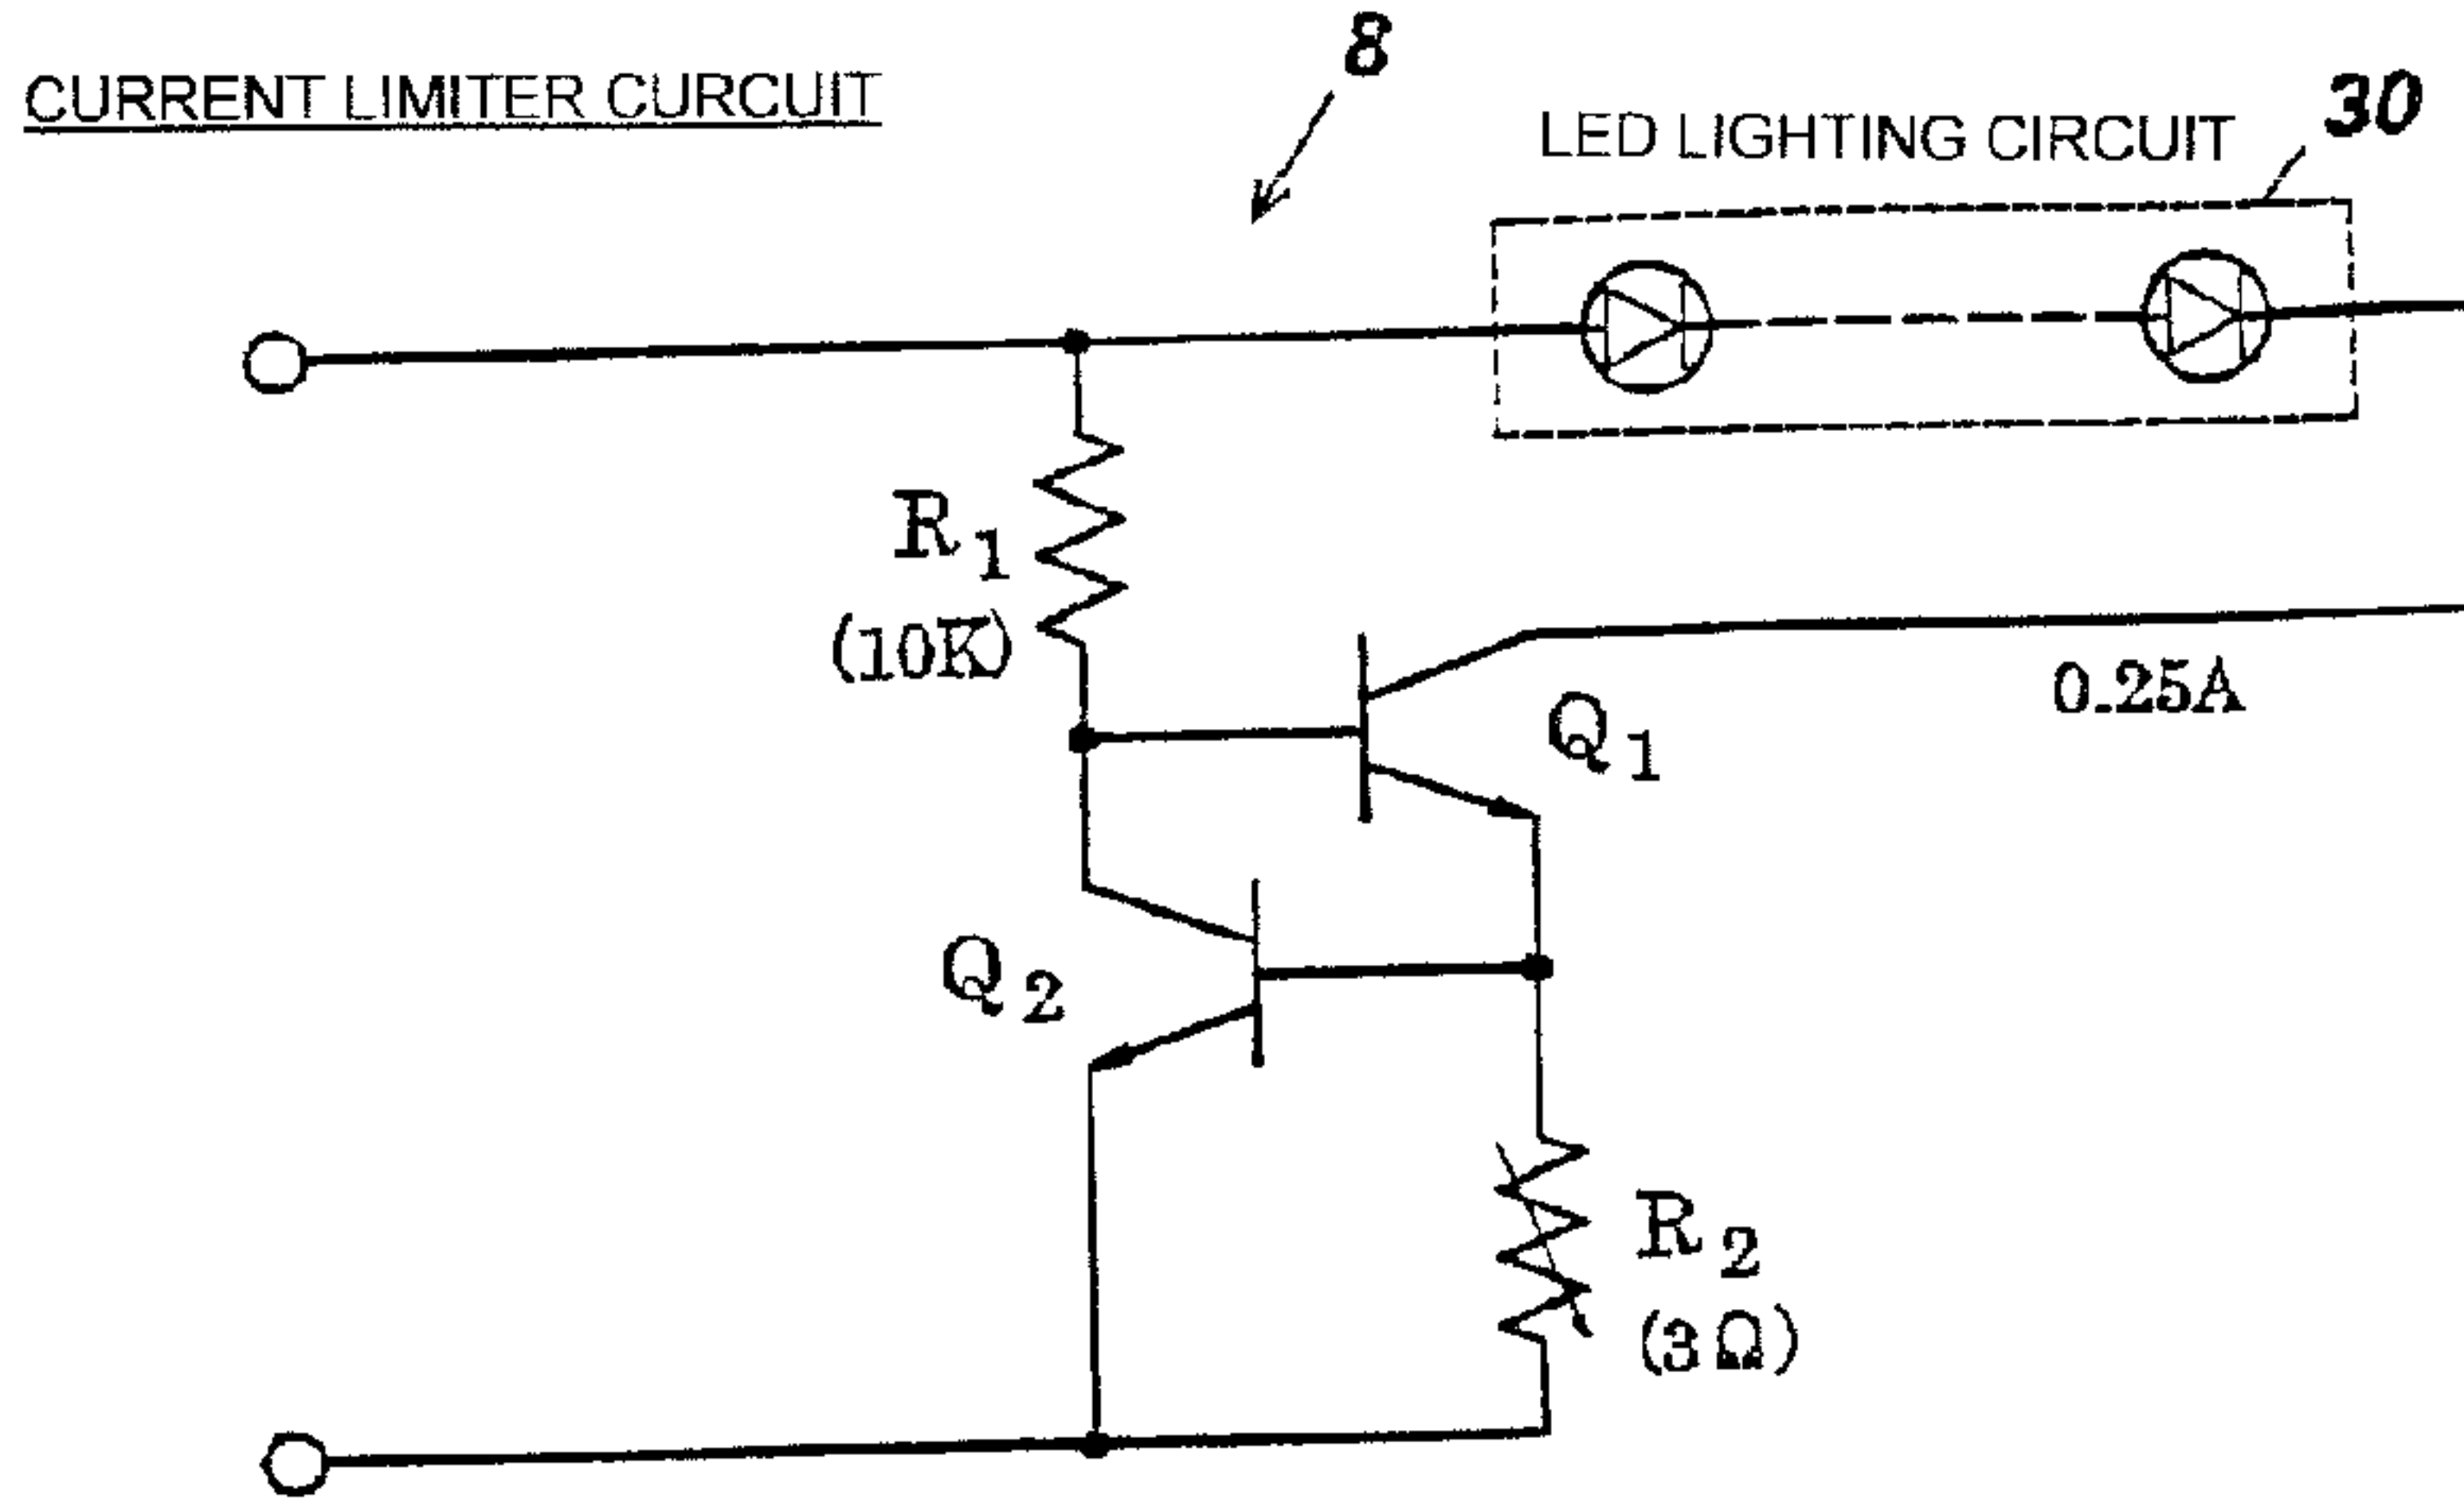 8
CURRENT LIMITER CURCUIT
30
LED LIGHTING CIRCUIT
R1
(10K)
0.25A
Q1
Q2
R2
(3Ω)